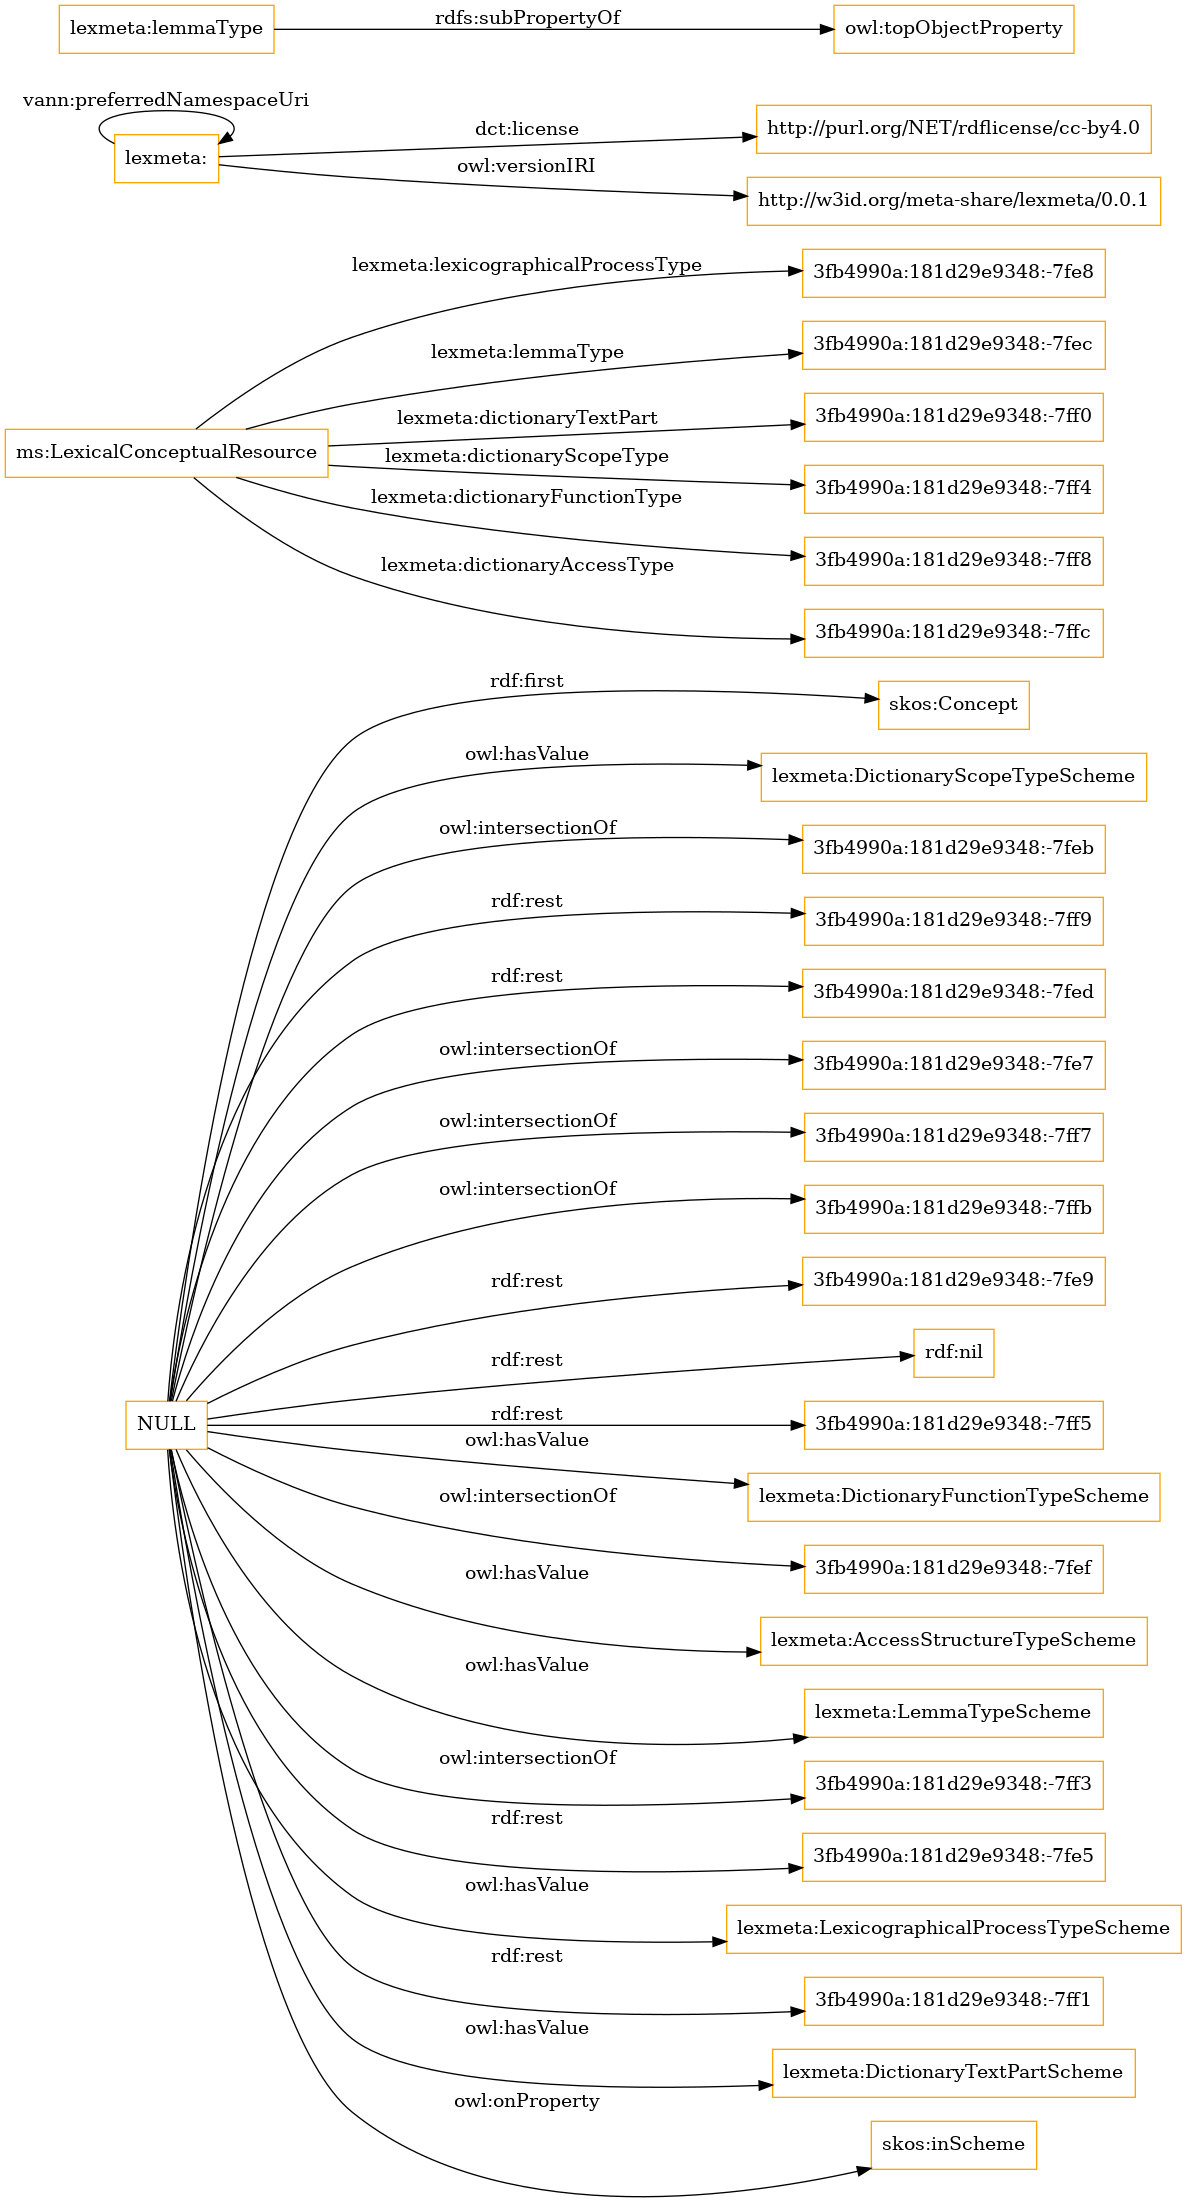 lexmeta:lemmaType
rdfs:subPropertyOf
owl:topObjectProperty
vann:preferredNamespaceUri
lexmeta:
dct:license
http://purl.org/NET/rdflicense/cc-by4.0
owl:versionIRI
http://w3id.org/meta-share/lexmeta/0.0.1
ms:LexicalConceptualResource
lexmeta:lexicographicalProcessType
3fb4990a:181d29e9348:-7fe8
lexmeta:lemmaType
3fb4990a:181d29e9348:-7fec
lexmeta:dictionaryTextPart
3fb4990a:181d29e9348:-7ff0
lexmeta:dictionaryScopeType
3fb4990a:181d29e9348:-7ff4
lexmeta:dictionaryFunctionType
3fb4990a:181d29e9348:-7ff8
lexmeta:dictionaryAccessType
3fb4990a:181d29e9348:-7ffc
NULL
rdf:first
skos:Concept
owl:hasValue
lexmeta:DictionaryScopeTypeScheme
owl:intersectionOf
3fb4990a:181d29e9348:-7feb
rdf:rest
3fb4990a:181d29e9348:-7ff9
rdf:rest
3fb4990a:181d29e9348:-7fed
owl:intersectionOf
3fb4990a:181d29e9348:-7fe7
owl:intersectionOf
3fb4990a:181d29e9348:-7ff7
owl:intersectionOf
3fb4990a:181d29e9348:-7ffb
rdf:rest
3fb4990a:181d29e9348:-7fe9
rdf:rest
rdf:nil
rdf:rest
3fb4990a:181d29e9348:-7ff5
owl:hasValue
lexmeta:DictionaryFunctionTypeScheme
owl:intersectionOf
3fb4990a:181d29e9348:-7fef
owl:hasValue
lexmeta:AccessStructureTypeScheme
owl:hasValue
lexmeta:LemmaTypeScheme
owl:intersectionOf
3fb4990a:181d29e9348:-7ff3
rdf:rest
3fb4990a:181d29e9348:-7fe5
owl:hasValue
lexmeta:LexicographicalProcessTypeScheme
rdf:rest
3fb4990a:181d29e9348:-7ff1
owl:hasValue
lexmeta:DictionaryTextPartScheme
owl:onProperty
skos:inScheme